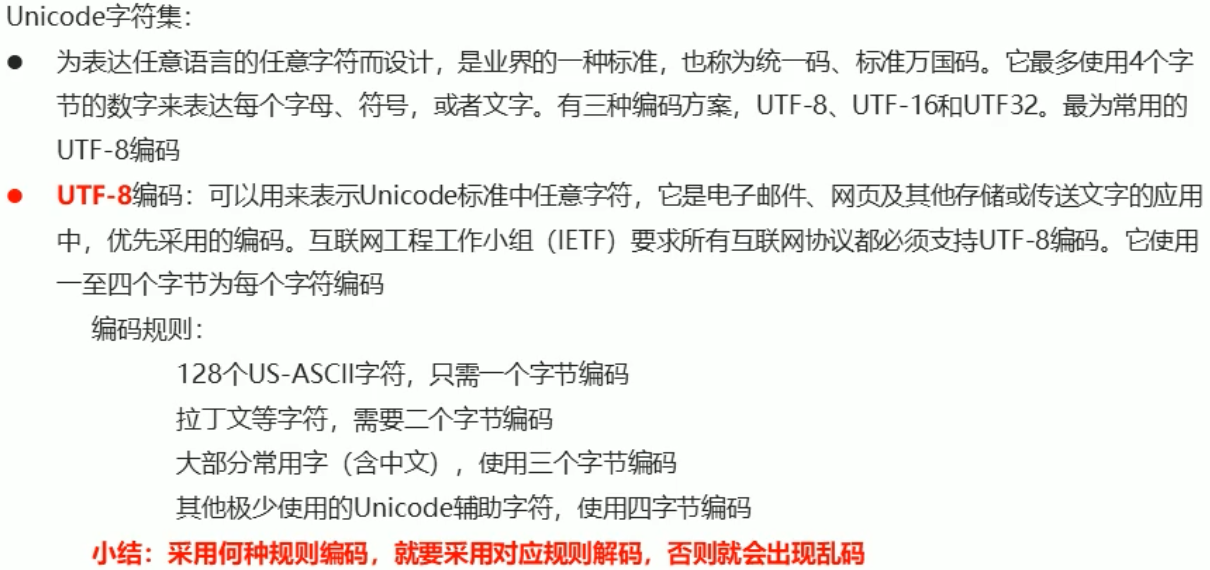 Unicode字符集：
● 为表达任意语言的任意字符而设计，是业界的一种标准，也称为统一码、标准万国码。它最多使用4个字
节的数字来表达每个字母、符号，或者文字。有三种编码方案，UTF-8、UTF-16和UTF32。最为常用的
UTF-8编码
● UTF-8编码：可以用来表示Unicode标准中任意字符，它是电子邮件、网页及其他存储或传送文字的应用
中，优先采用的编码。互联网工程工作小组（IETF）要求所有互联网协议都必须支持UTF-8编码。它使用
一至四个字节为每个字符编码
编码规则：
128个US-ASCII字符，只需一个字节编码
拉丁文等字符，需要二个字节编码
大部分常用字（含中文），使用三个字节编码
其他极少使用的Unicode辅助字符，使用四字节编码
小结：采用何种规则编码，就要采用对应规则解码，否则就会出现乱码